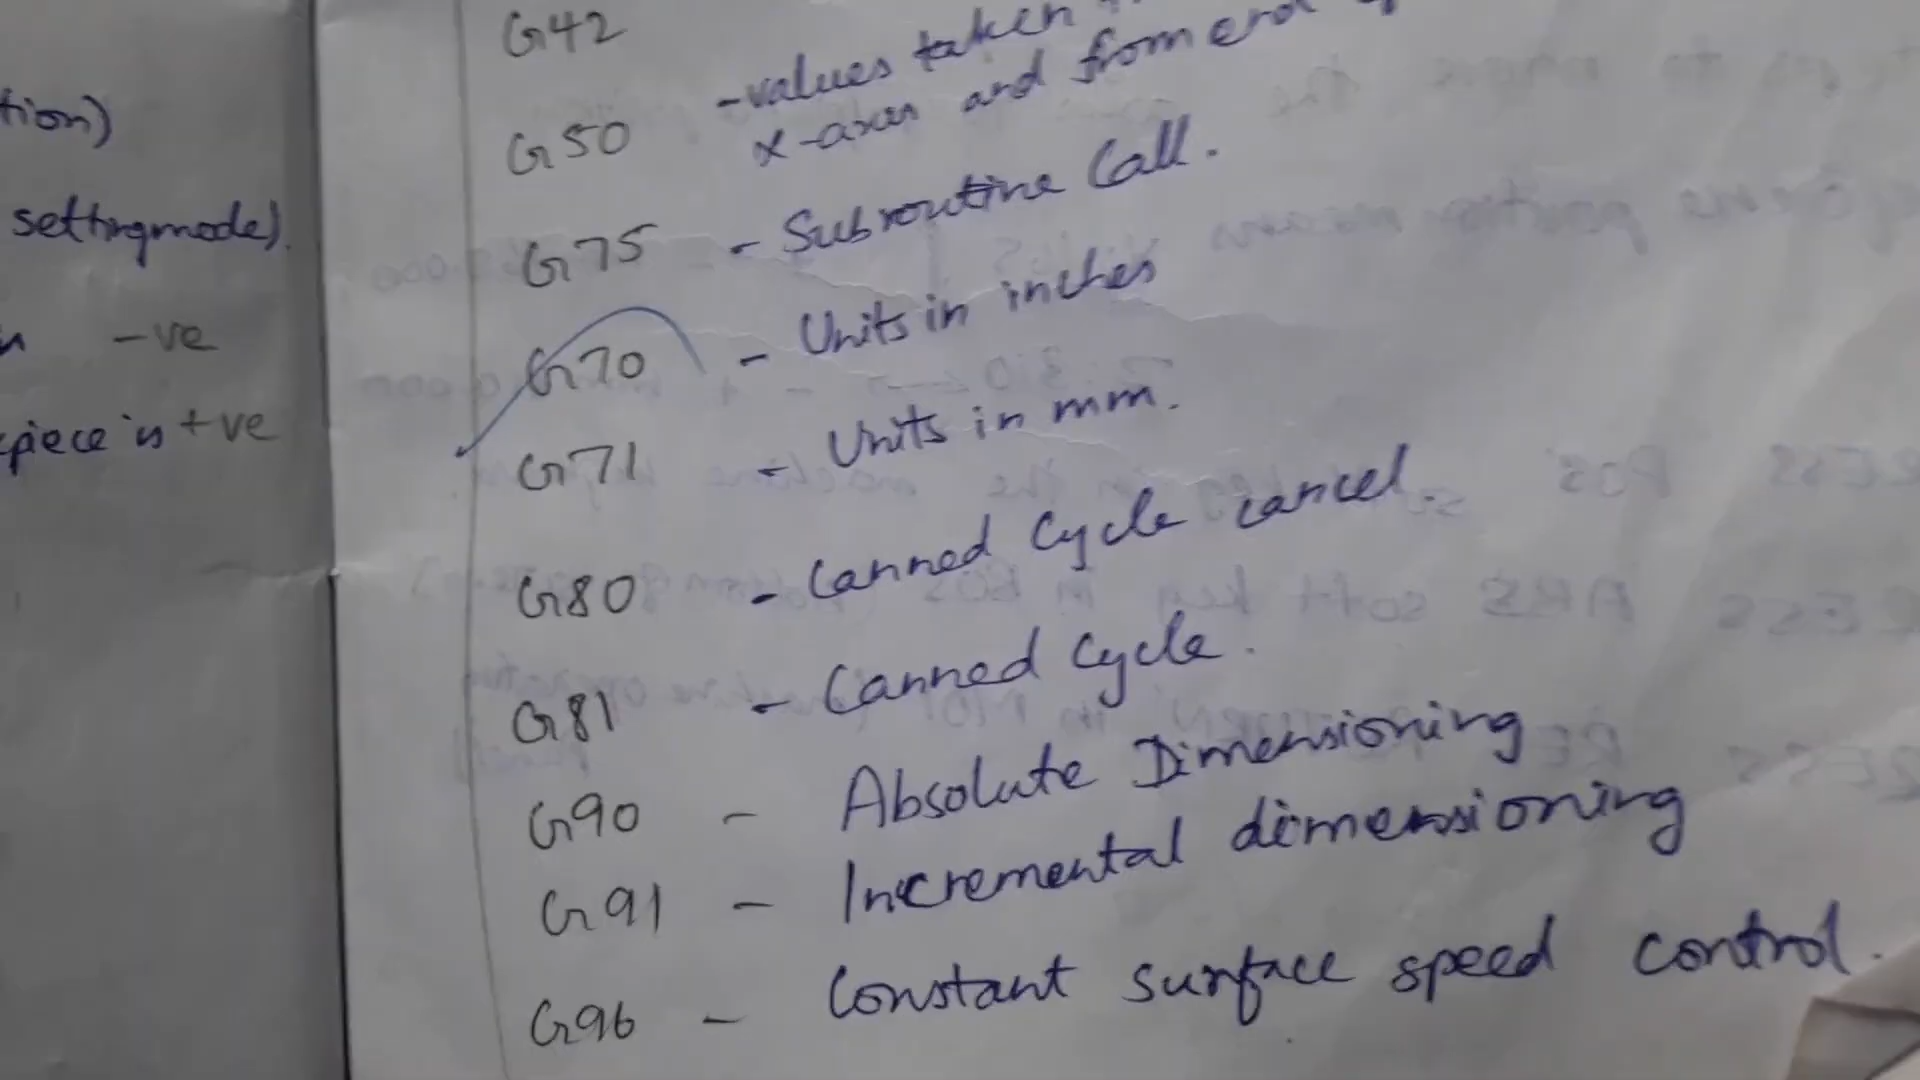 tion)
settingmode).
-ve
piece is +ve
G42
G50 -values taken
x-axis and from end
G75 - Subroutine Call.
G70 - Units in inches
G71 - Units in mm.
G80 - Canned Cycle cancel.
G81 - Canned Cycle.
G90 - Absolute Dimensioning
G91 - Incremental dimensioning
G96 - Constant surface speed control.